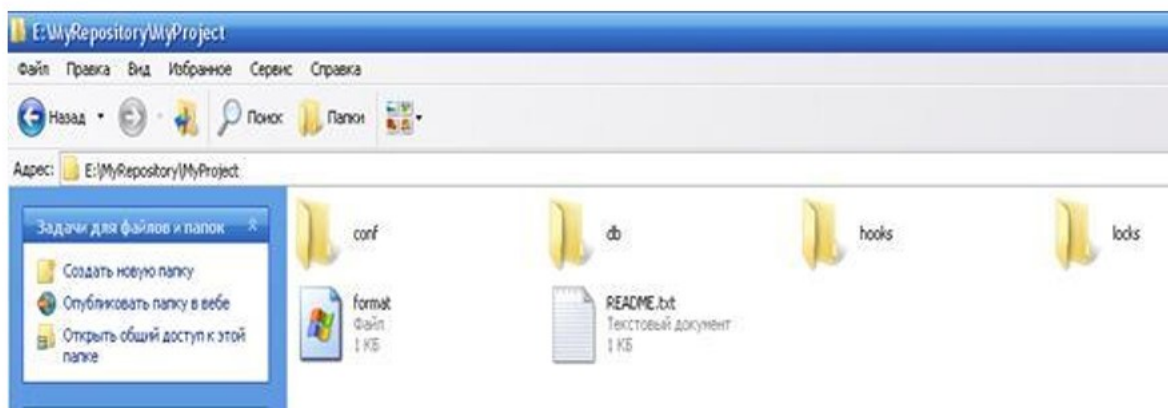 E:\MyRepository\MyProject
Файл Правка Вид Избранное Сервис Справка
Назад Поиск Папки
Адрес: E:\MyRepository\MyProject
Задачи для файлов и папок
Создать новую папку
Опубликовать папку в вебе
Открыть общий доступ к этой
папке
conf db hooks locks
format README.txt
Файл Текстовый документ
1 КБ 1 КБ